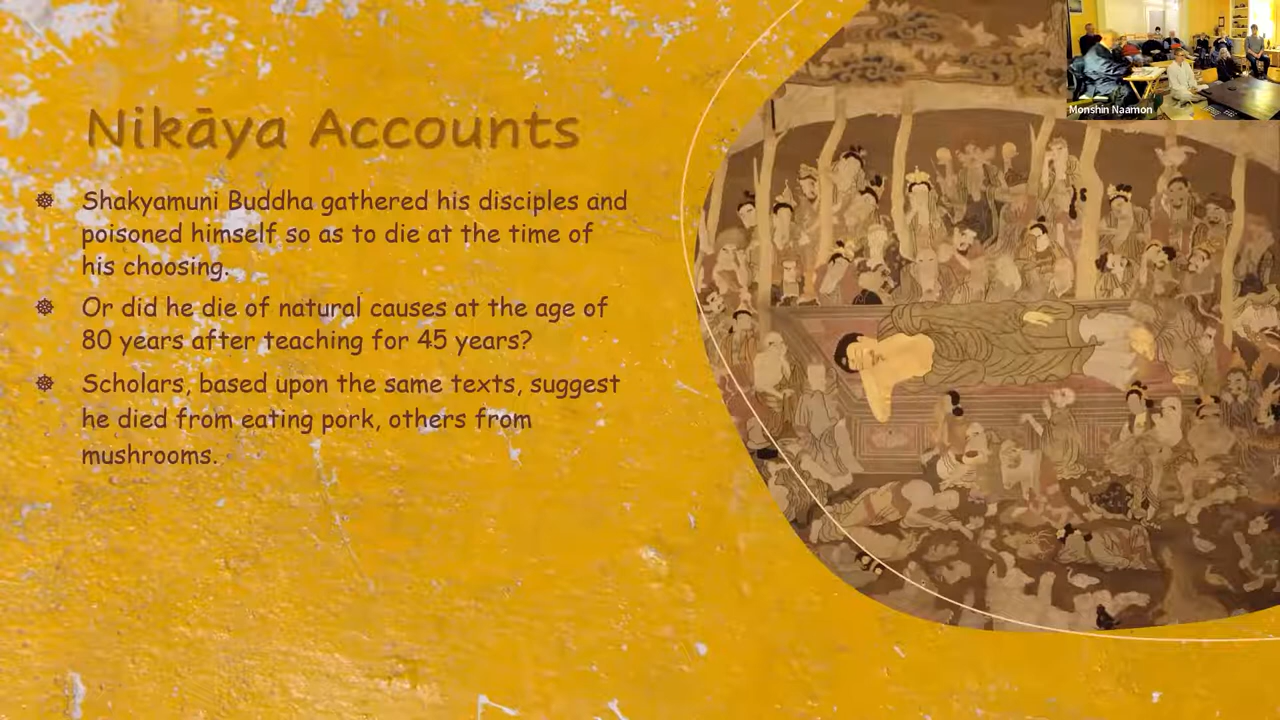 Nikāya Accounts
Shakyamuni Buddha gathered his disciples and
poisoned himself so as to die at the time of
his choosing.
Or did he die of natural causes at the age of
80 years after teaching for 45 years?
Scholars, based upon the same texts, suggest
he died from eating pork, others from
mushrooms.
Monshin Naamon